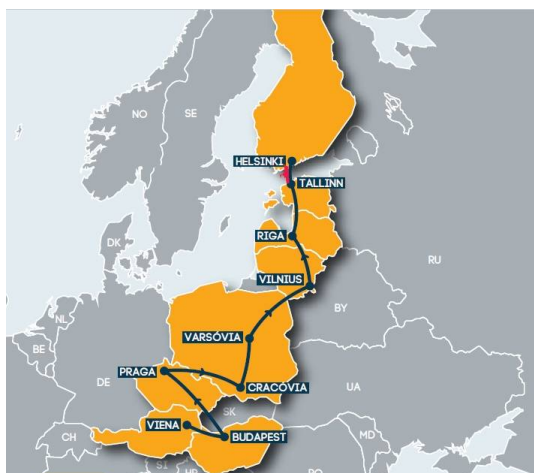 NO
SE
HELSINKI
TALLINN
DK
RIGA
RU
VILNIUS
BY
NL
VARSÓVIA
BE
DE
PRAGA
CRACÓVIA
UA
SK
CH
VIENA
BUDAPEST
MD
SI